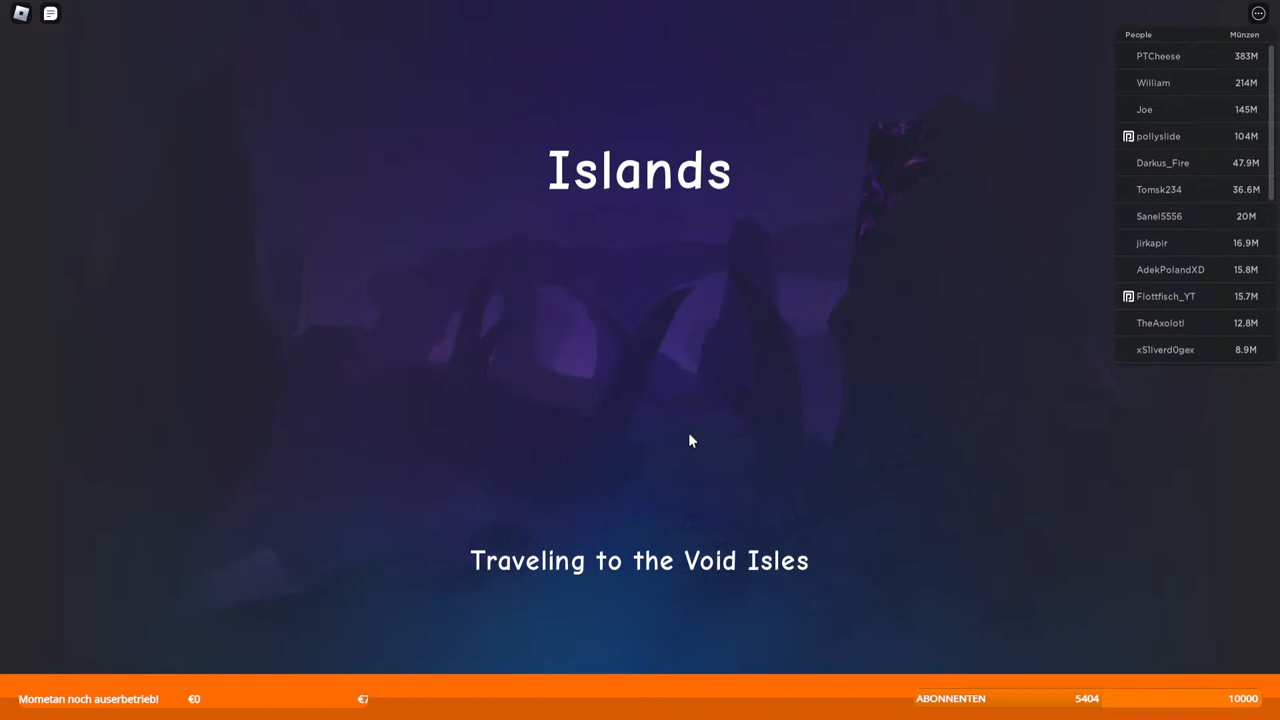 Islands
Traveling to the Void Isles
People Münzen
PTCheese 383M
William 214M
Joe 145M
pollyslide 104M
Darkus_Fire 47.9M
Tomsk234 36.6M
Sanel5556 20M
jirkapir 16.9M
AdekPolandXD 15.8M
Flottfisch_YT 15.7M
TheAxolotl 12.8M
xS1lverd0gex 8.9M
Mometan noch auserbetrieb! €0 €7
ABONNENTEN 5404 10000